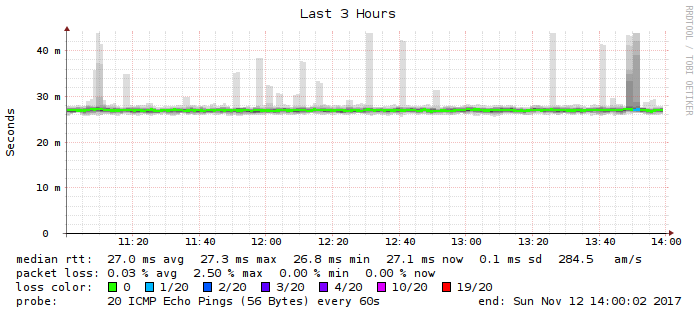 Last 3 Hours
RRDTOOL / TOBI OETIKER
Seconds
40 m
30 m
20 m
10 m
0
11:20 11:40 12:00 12:20 12:40 13:00 13:20 13:40 14:00
median rtt: 27.0 ms avg 27.3 ms max 26.8 ms min 27.1 ms now 0.1 ms sd 284.5 am/s
packet loss: 0.03 % avg 2.50 % max 0.00 % min 0.00 % now
loss color: 0 1/20 2/20 3/20 4/20 10/20 19/20
probe: 20 ICMP Echo Pings (56 Bytes) every 60s end: Sun Nov 12 14:00:02 2017